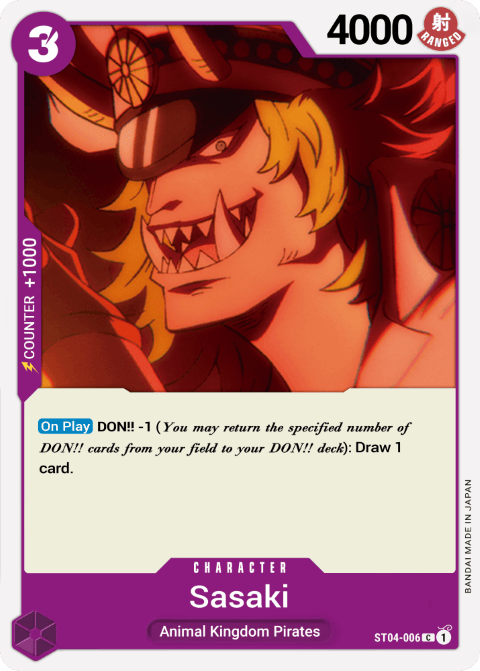 3
4000
射
RANGED
COUNTER +1000
On Play DON!! -1 (You may return the specified number of
DON!! cards from your field to your DON!! deck): Draw 1
card.
BANDAI MADE IN JAPAN
CHARACTER
Sasaki
Animal Kingdom Pirates
ST04-006 C 1